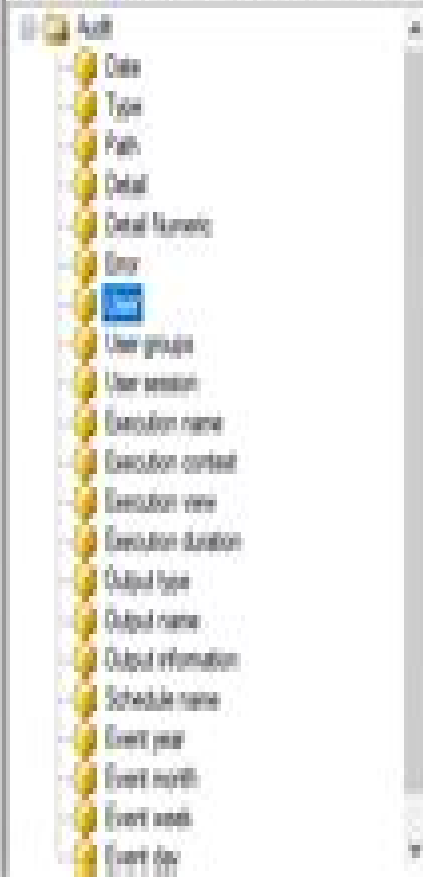 Audit
Date
Type
Path
Detail
Detail Numeric
Error
User
User groups
User session
Execution name
Execution context
Execution view
Execution duration
Output type
Output name
Output information
Schedule name
Event year
Event month
Event week
Event day